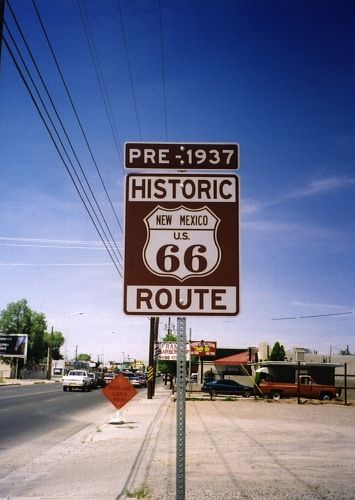 PRE-1937
HISTORIC
NEW MEXICO
U.S.
66
ROUTE